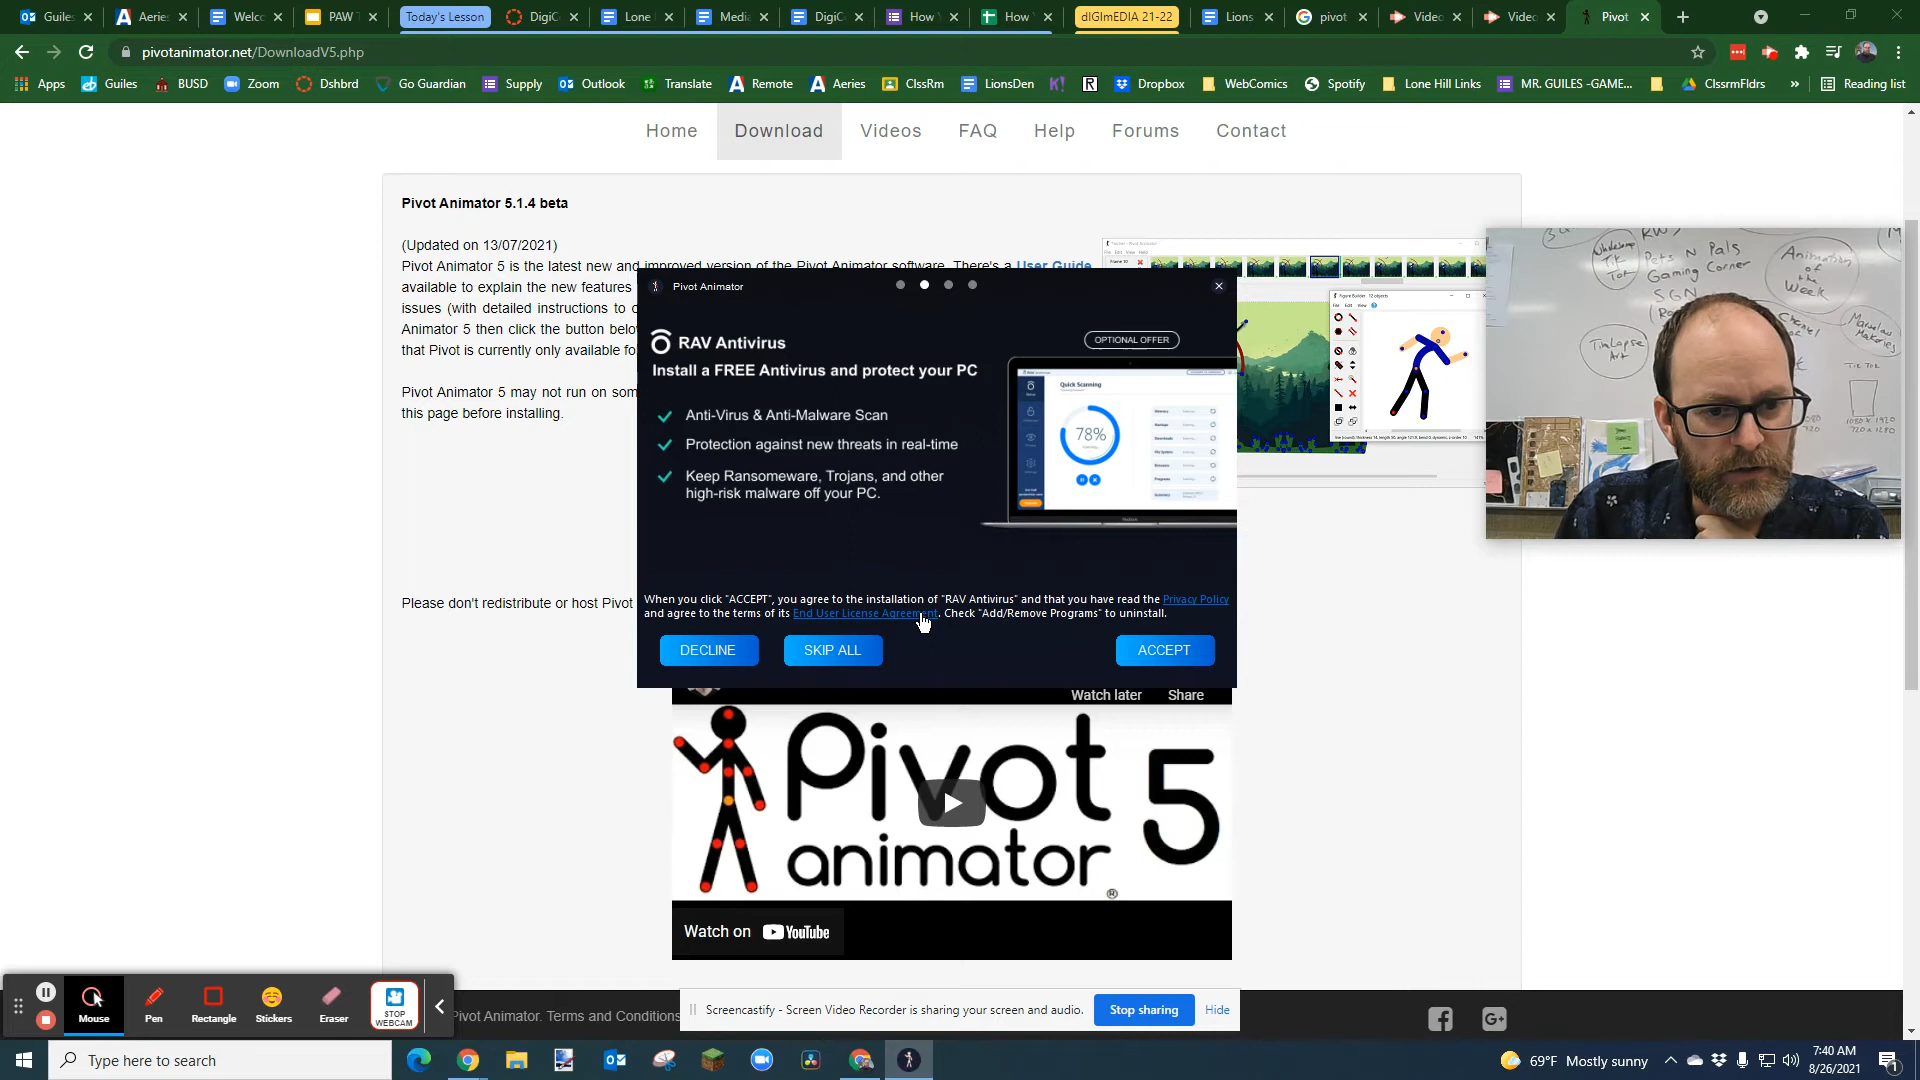 Guiles
Aeries
Welco
PAW T
Today's Lesson
DigiC
Lone
Media
DigiC
How Y
How
dIGImEDIA 21-22
Lions
pivot
Video
Video
Pivot
pivotanimator.net/DownloadV5.php
Apps
Guiles
BUSD
Zoom
Dshbrd
Go Guardian
Supply
Outlook
Translate
Remote
Aeries
ClssRm
LionsDen
Dropbox
WebComics
Spotify
Lone Hill Links
MR. GUILES -GAME...
ClssrmFldrs
Reading list
Home
Download
Videos
FAQ
Help
Forums
Contact
Pivot Animator 5.1.4 beta
(Updated on 13/07/2021)
Pivot Animator 5 is the latest new and improved version of the Pivot Animator software. There's a User Guide
available to explain the new features
issues (with detailed instructions to
Animator 5 then click the button
that Pivot is currently only available
Pivot Animator 5 may not run on
this page before installing.
Please don't redistribute or host Pivot
Pivot Animator
RAV Antivirus
OPTIONAL OFFER
Install a FREE Antivirus and protect your PC
Anti-Virus & Anti-Malware Scan
Protection against new threats in real-time
Keep Ransomeware, Trojans, and other
high-risk malware off your PC.
Quick Scanning
78%
When you click "ACCEPT", you agree to the installation of "RAV Antivirus" and that you have read the Privacy Policy
and agree to the terms of its End User License Agreement. Check "Add/Remove Programs" to uninstall.
DECLINE
SKIP ALL
ACCEPT
Pets N Pals
Gaming Corner
SGN
Animation
of the
Week
TimLapse
Art
Watch later
Share
Pivot 5
animator®
Watch on YouTube
Mouse
Pen
Rectangle
Stickers
Eraser
STOP
WEBCAM
Pivot Animator. Terms and Conditions
Screencastify - Screen Video Recorder is sharing your screen and audio.
Stop sharing
Hide
Type here to search
69°F Mostly sunny
7:40 AM
8/26/2021
1